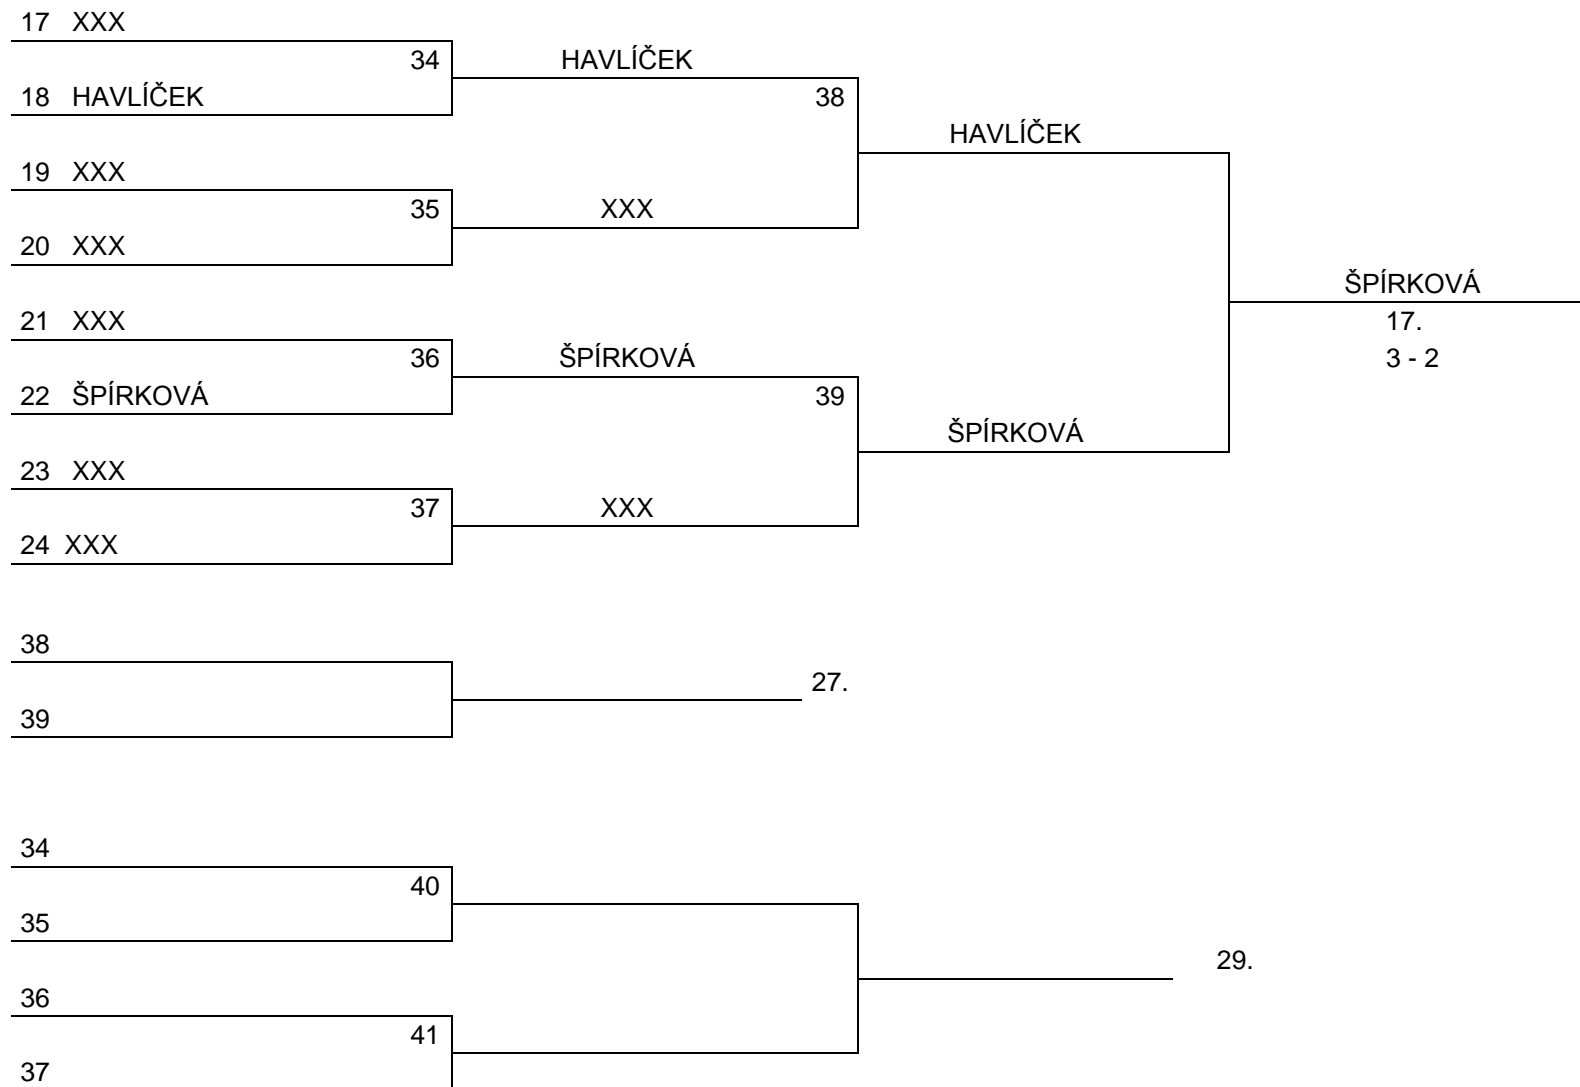 17 XXX
34 HAVLÍČEK
18 HAVLÍČEK 38
HAVLÍČEK
19 XXX
35 XXX
20 XXX
ŠPÍRKOVÁ
21 XXX 17.
36 ŠPÍRKOVÁ 3 - 2
22 ŠPÍRKOVÁ 39
ŠPÍRKOVÁ
23 XXX
37 XXX
24 XXX
38
27.
39
34
40
35
29.
36
41
37